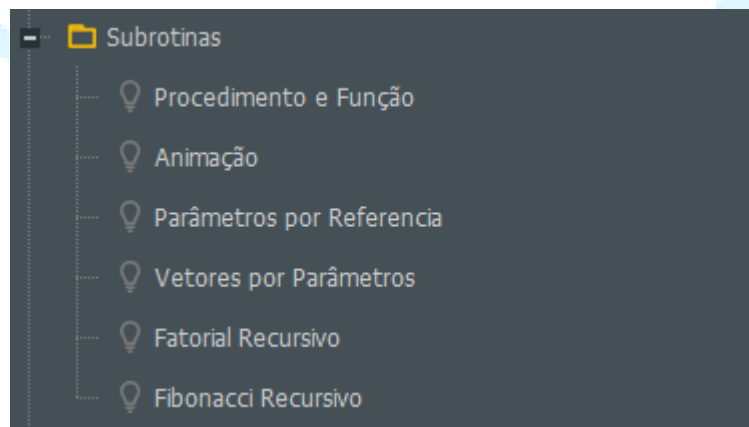 Subrotinas
Procedimento e Função
Animação
Parâmetros por Referencia
Vetores por Parâmetros
Fatorial Recursivo
Fibonacci Recursivo